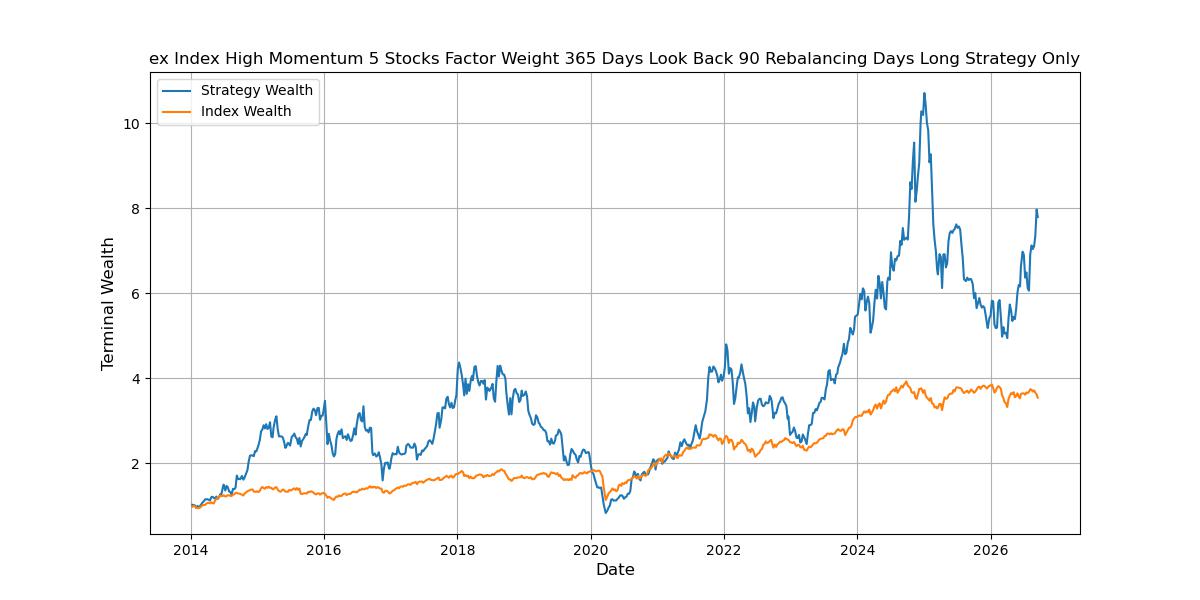 ex Index High Momentum 5 Stocks Factor Weight 365 Days Look Back 90 Rebalancing Days Long Strategy Only
Strategy Wealth
Index Wealth
10
8
6
4
2
Terminal Wealth
2014 2016 2018 2020 2022 2024 2026
Date